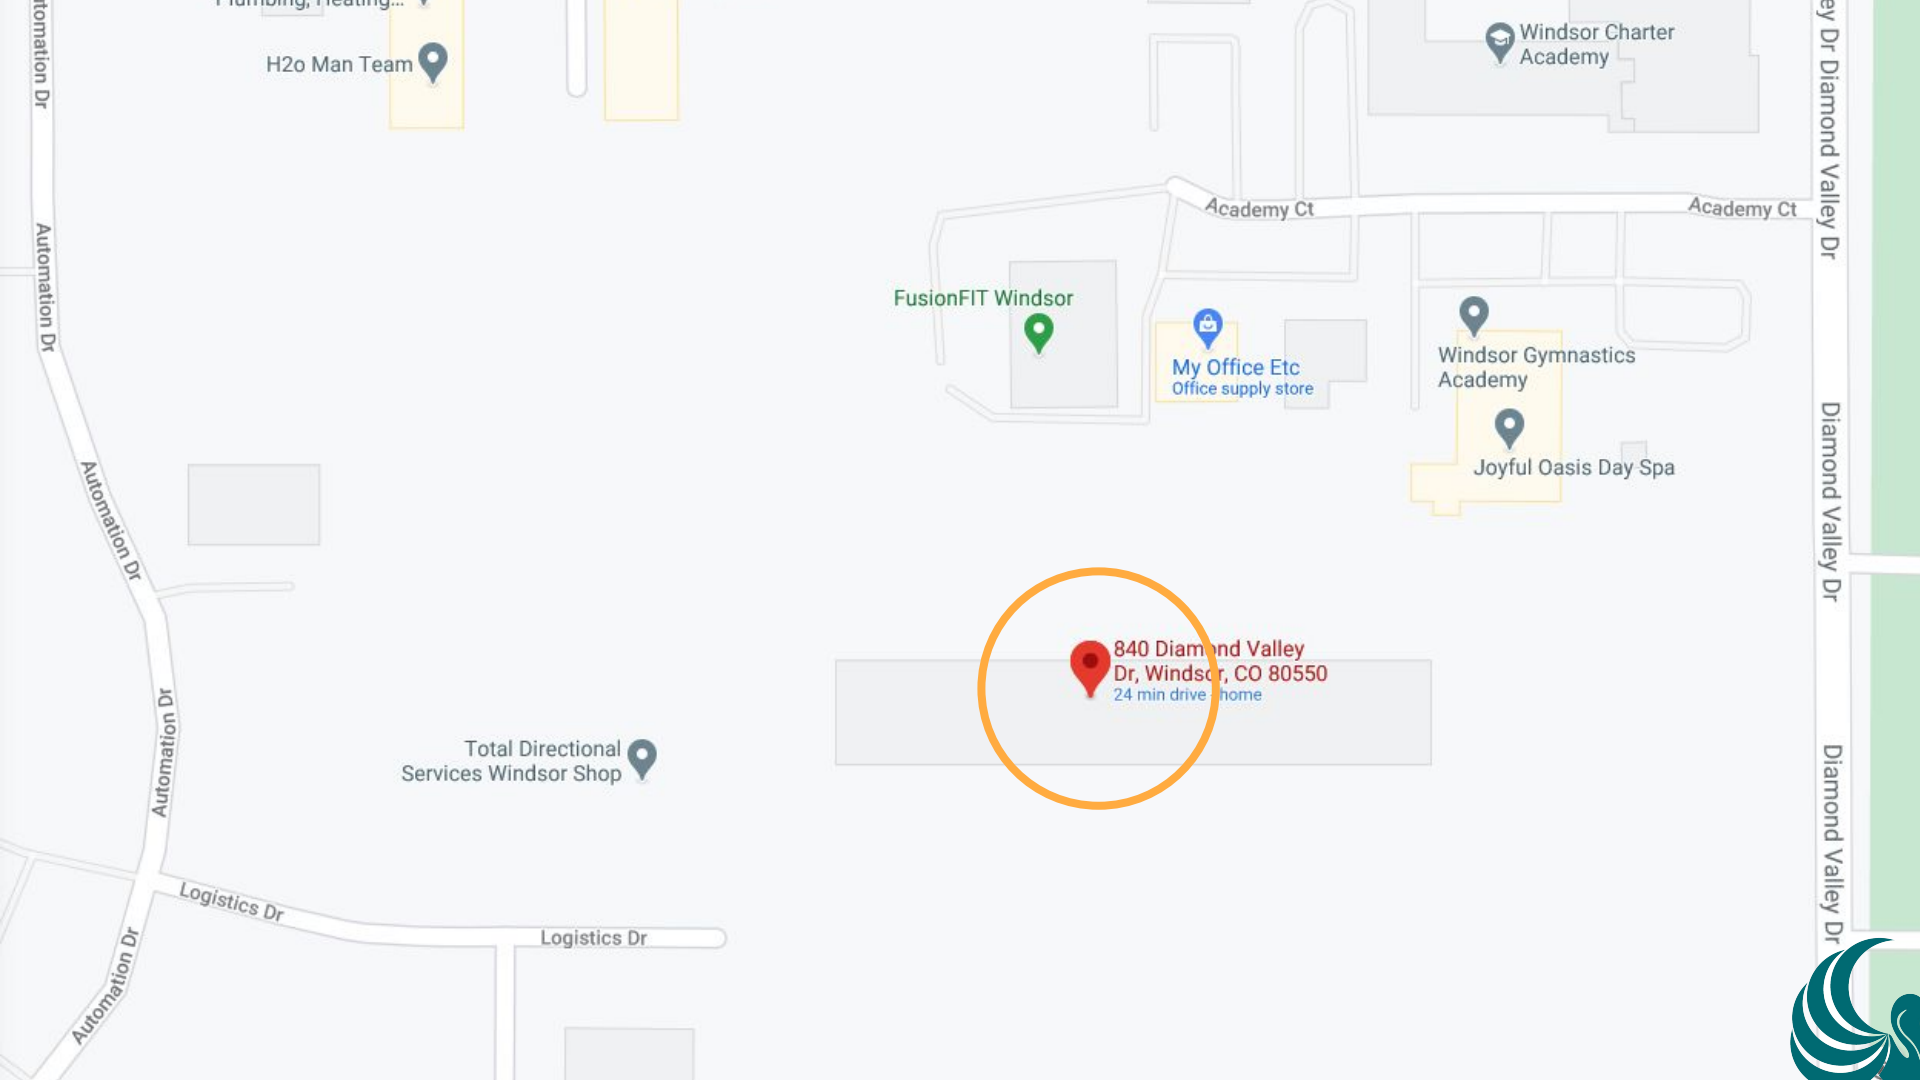 Plumbing, Heating...
H2o Man Team
Windsor Charter
Academy
Automation Dr
Diamond Valley Dr
Academy Ct
Academy Ct
Automation Dr
FusionFIT Windsor
My Office Etc
Office supply store
Windsor Gymnastics
Academy
Joyful Oasis Day Spa
Diamond Valley Dr
Automation Dr
840 Diamond Valley
Dr, Windsor, CO 80550
24 min drive - home
Automation Dr
Total Directional
Services Windsor Shop
Diamond Valley Dr
Logistics Dr
Logistics Dr
Automation Dr